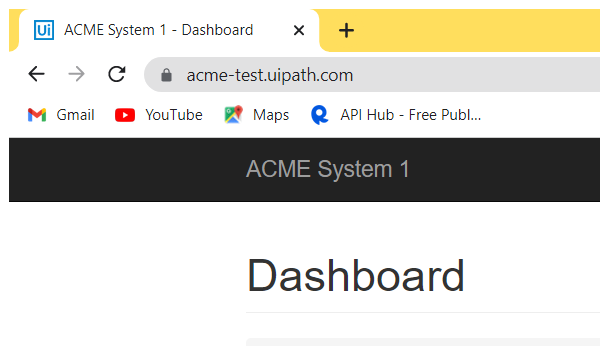 Ui ACME System 1 - Dashboard
acme-test.uipath.com
Gmail YouTube Maps API Hub - Free Publ...
ACME System 1
Dashboard